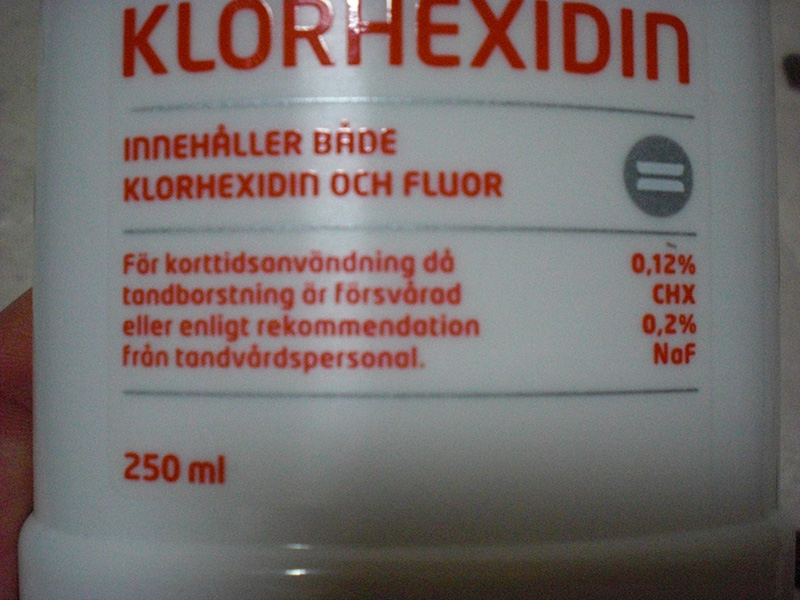 KLORHEXIDIN
INNEHÅLLER BÅDE
KLORHEXIDIN OCH FLUOR
För korttidsanvändning då
tandborstning är försvårad
eller enligt rekommendation
från tandvårdspersonal.
0,12%
CHX
0,2%
NaF
250 ml